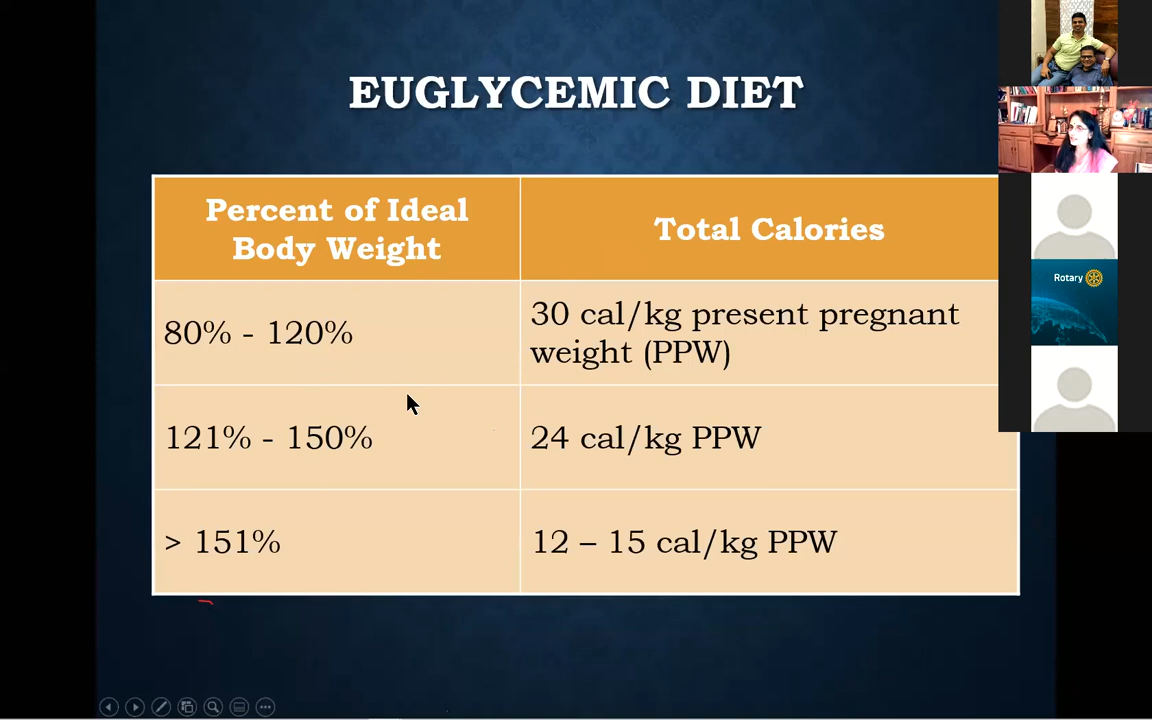 EUGLYCEMIC DIET
Percent of Ideal
Body Weight
Total Calories
80% - 120%
30 cal/kg present pregnant
weight (PPW)
121% - 150%
24 cal/kg PPW
> 151%
12 – 15 cal/kg PPW
Rotary